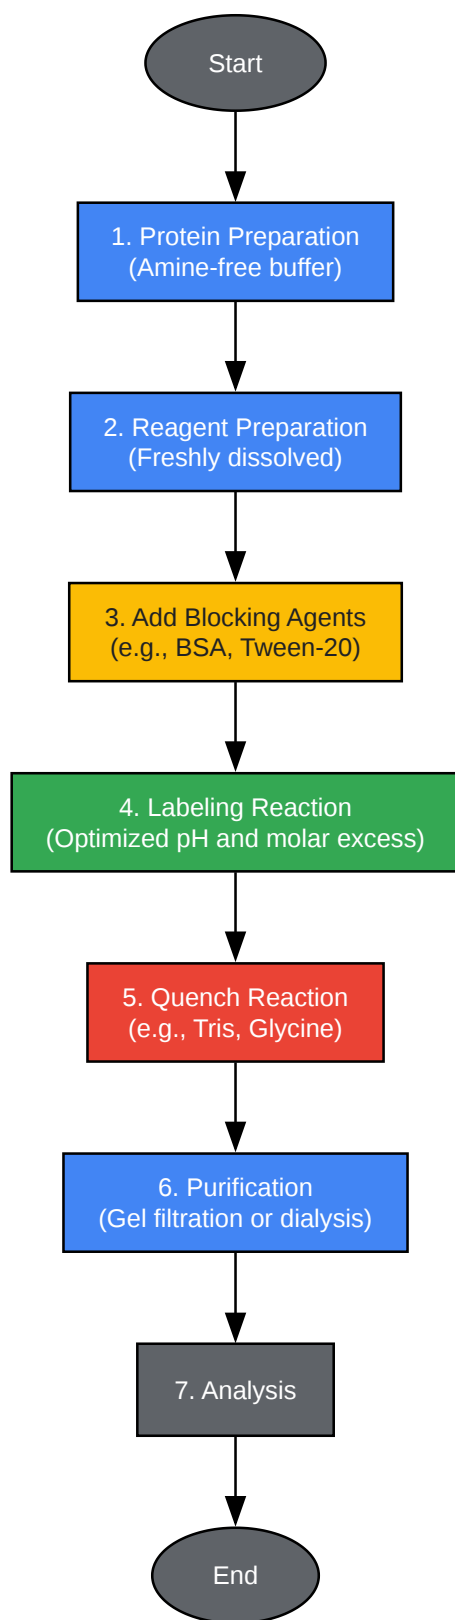 Start
1. Protein Preparation
(Amine-free buffer)
2. Reagent Preparation
(Freshly dissolved)
3. Add Blocking Agents
(e.g., BSA, Tween-20)
4. Labeling Reaction
(Optimized pH and molar excess)
5. Quench Reaction
(e.g., Tris, Glycine)
6. Purification
(Gel filtration or dialysis)
7. Analysis
End